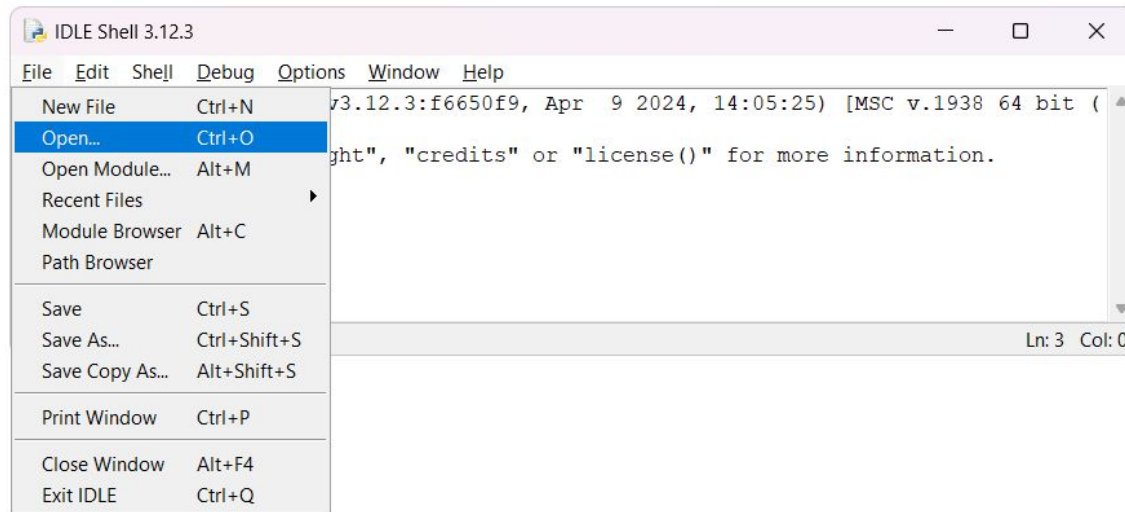 IDLE Shell 3.12.3
File Edit Shell Debug Options Window Help
New File Ctrl+N
Open... Ctrl+O
Open Module... Alt+M
Recent Files
Module Browser Alt+C
Path Browser
Save Ctrl+S
Save As... Ctrl+Shift+S
Save Copy As... Alt+Shift+S
Print Window Ctrl+P
Close Window Alt+F4
Exit IDLE Ctrl+Q
v3.12.3:f6650f9, Apr 9 2024, 14:05:25) [MSC v.1938 64 bit (
ght", "credits" or "license()" for more information.
Ln: 3 Col: 0